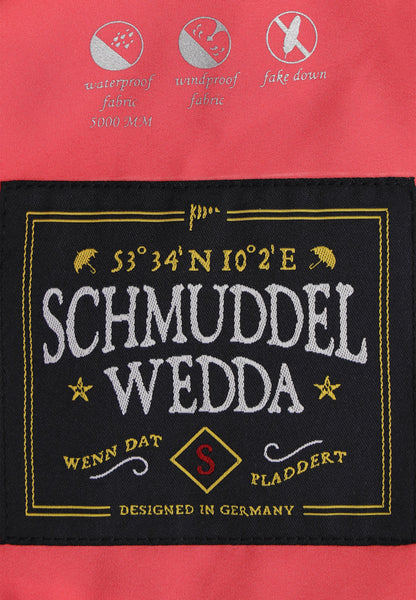 waterproof windproof fake down
fabric fabric
5000 MM
53° 34' N 10° 2' E
SCHMUDDEL
WEDDA
WENN DAT S PLADDERT
DESIGNED IN GERMANY